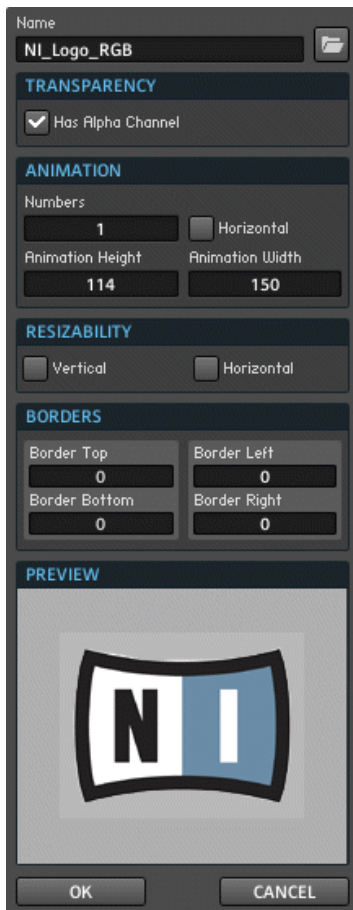 Name
NI_Logo_RGB
TRANSPARENCY
Has Alpha Channel
ANIMATION
Numbers
1 Horizontal
Animation Height Animation Width
114 150
RESIZABILITY
Vertical Horizontal
BORDERS
Border Top Border Left
0 0
Border Bottom Border Right
0 0
PREVIEW
NI
OK CANCEL